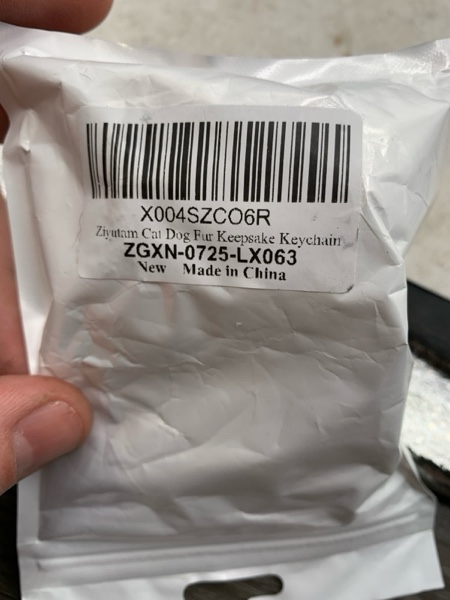 X004SZCO6R
Ziyutam Cat Dog Fur Keepsake Keychain
ZGXN-0725-LX063
New Made in China